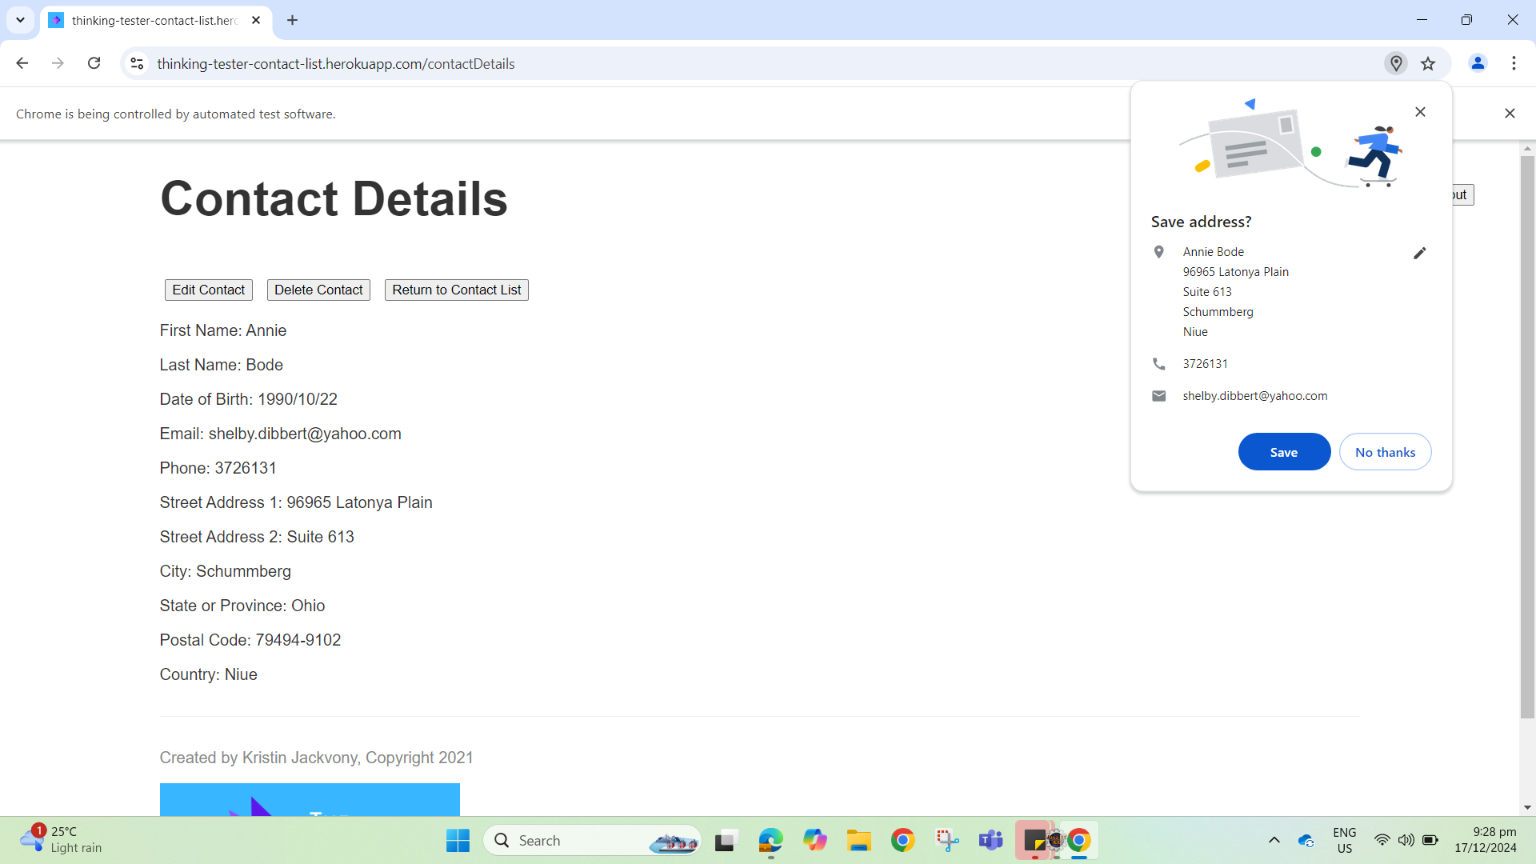 thinking-tester-contact-list.herc
thinking-tester-contact-list.herokuapp.com/contactDetails
Chrome is being controlled by automated test software.
Contact Details
Edit Contact
Delete Contact
Return to Contact List
First Name: Annie
Last Name: Bode
Date of Birth: 1990/10/22
Email: shelby.dibbert@yahoo.com
Phone: 3726131
Street Address 1: 96965 Latonya Plain
Street Address 2: Suite 613
City: Schummberg
State or Province: Ohio
Postal Code: 79494-9102
Country: Niue
Created by Kristin Jackvony, Copyright 2021
Save address?
Annie Bode
96965 Latonya Plain
Suite 613
Schummberg
Niue
3726131
shelby.dibbert@yahoo.com
Save
No thanks
1
25°C
Light rain
Search
ENG
US
9:28 pm
17/12/2024